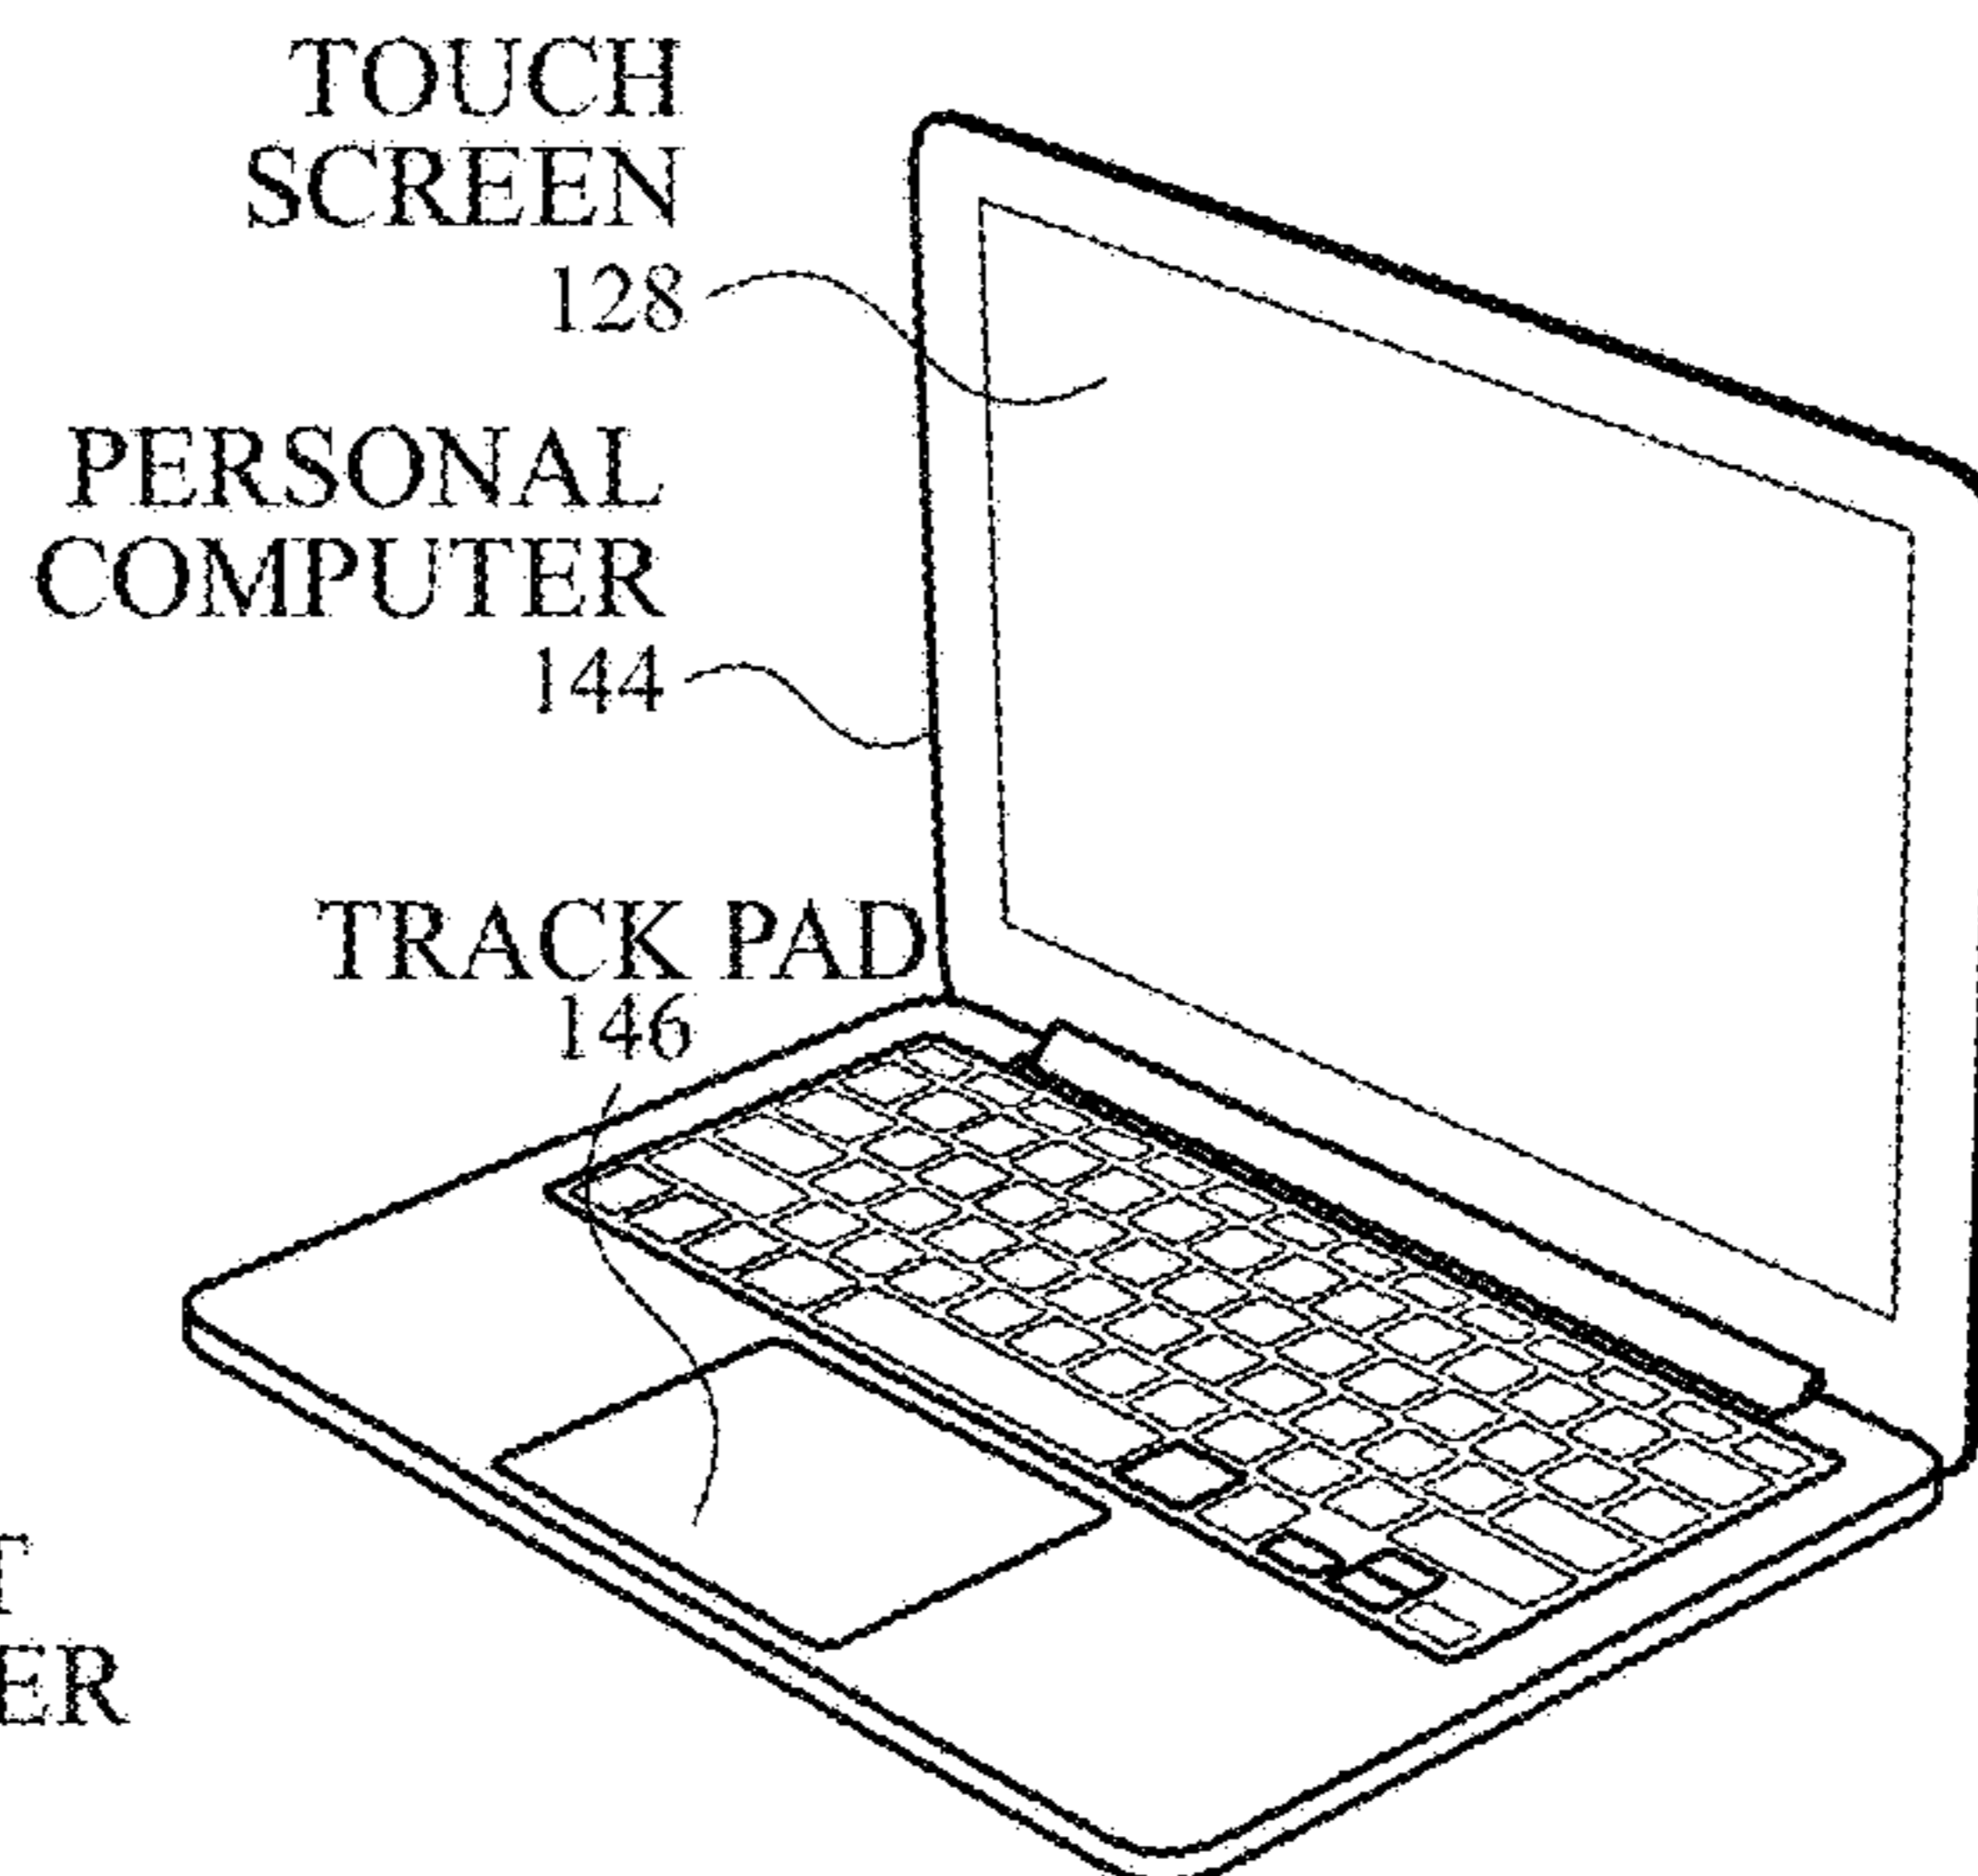 TOUCH
SCREEN
128
PERSONAL
COMPUTER
144
TRACK PAD
146